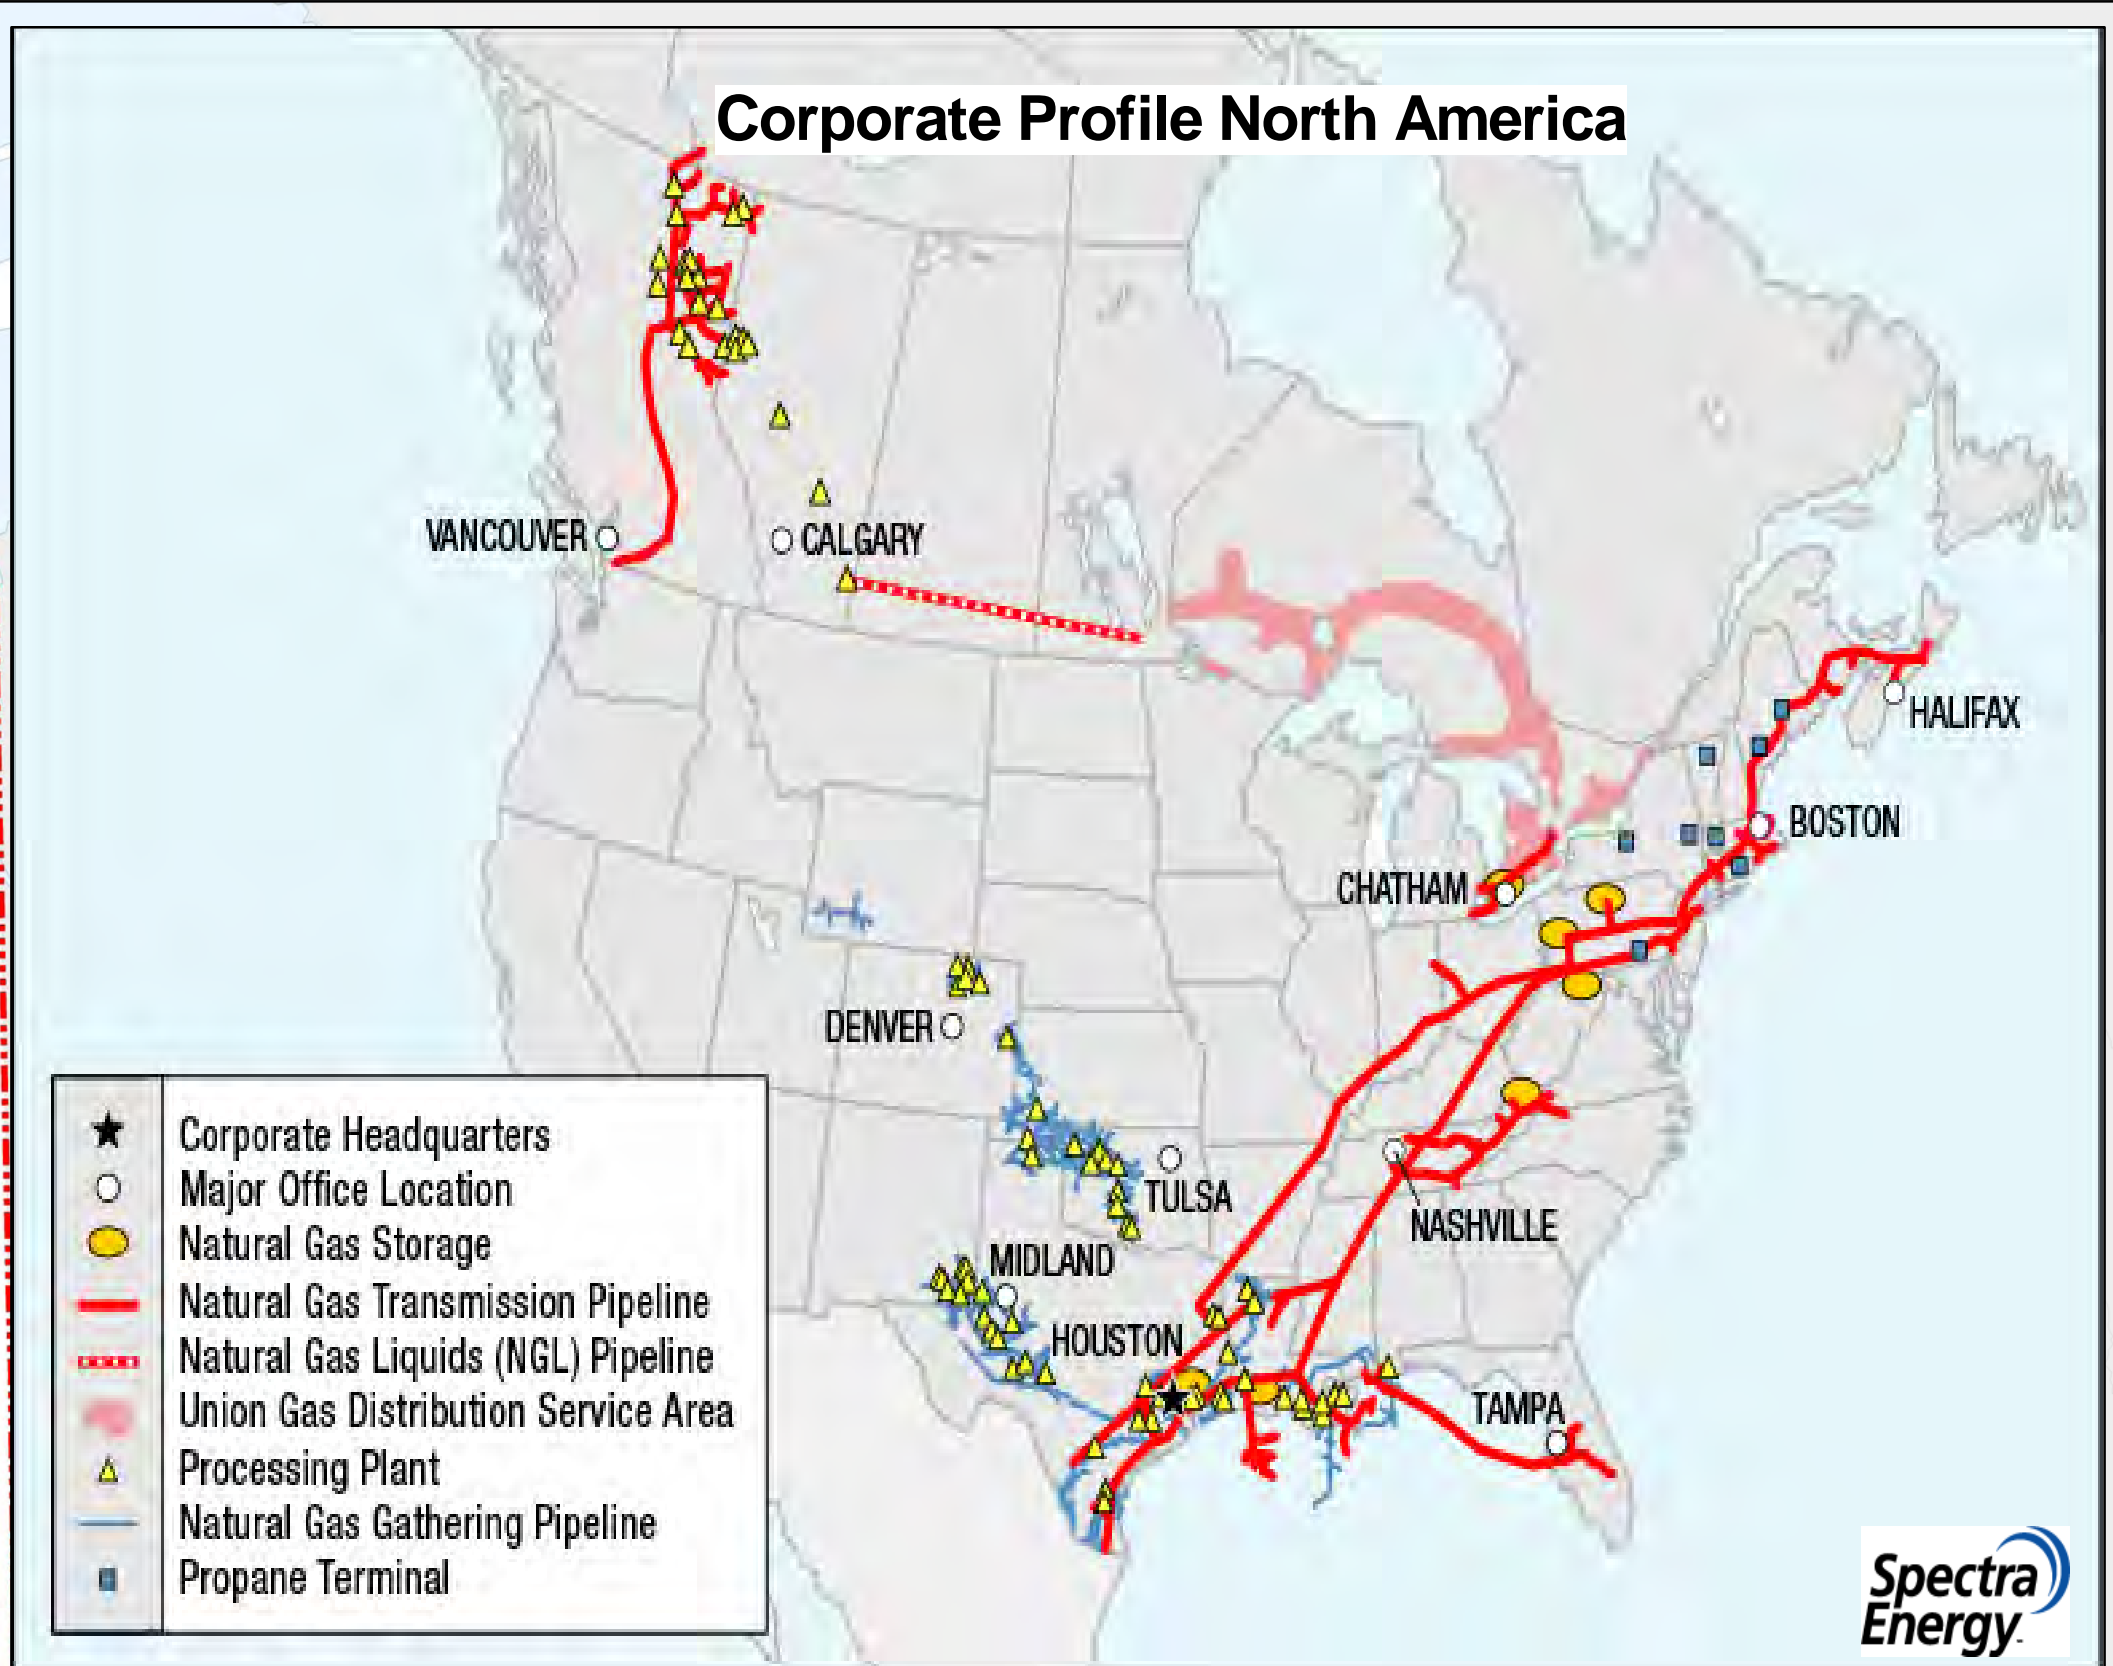 Corporate Profile North America
VANCOUVER
CALGARY
HALIFAX
BOSTON
CHATHAM
DENVER
TULSA
NASHVILLE
MIDLAND
HOUSTON
TAMPA
Corporate Headquarters
Major Office Location
Natural Gas Storage
Natural Gas Transmission Pipeline
Natural Gas Liquids (NGL) Pipeline
Union Gas Distribution Service Area
Processing Plant
Natural Gas Gathering Pipeline
Propane Terminal
Spectra
Energy